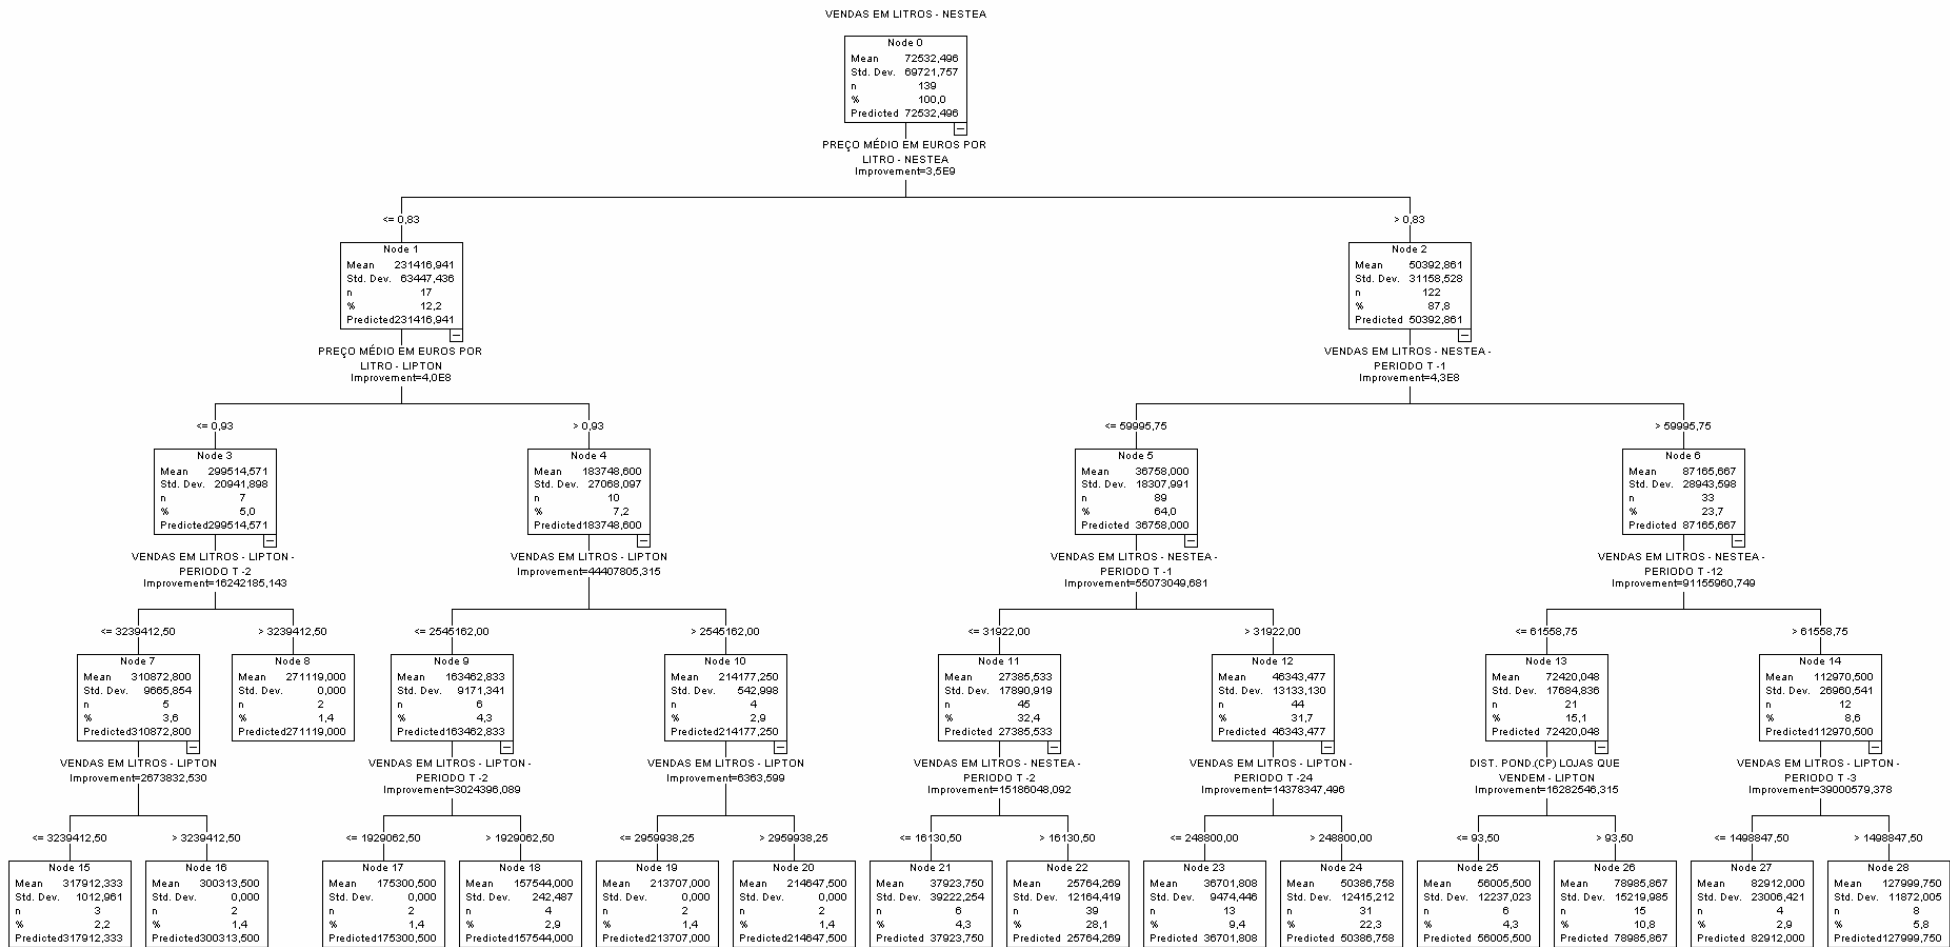 VENDAS EM LITROS - NESTEA
Node 0
Mean 72532,496
Std. Dev. 69721,757
n 139
% 100,0
Predicted 72532,496
PREÇO MÉDIO EM EUROS POR
LITRO - NESTEA
Improvement=3,5E9
<= 0,83
> 0,83
Node 1
Mean 231416,941
Std. Dev. 63447,436
n 17
% 12,2
Predicted231416,941
Node 2
Mean 50392,861
Std. Dev. 31158,528
n 122
% 87,8
Predicted 50392,861
PREÇO MÉDIO EM EUROS POR
LITRO - LIPTON
Improvement=4,0E8
VENDAS EM LITROS - NESTEA -
PERIODO T -1
Improvement=4,3E8
<= 0,93
> 0,93
<= 59995,75
> 59995,75
Node 3
Mean 299514,571
Std. Dev. 20941,898
n 7
% 5,0
Predicted299514,571
Node 4
Mean 183748,600
Std. Dev. 27068,097
n 10
% 7,2
Predicted183748,600
Node 5
Mean 36758,000
Std. Dev. 18307,991
n 89
% 64,0
Predicted 36758,000
Node 6
Mean 87165,667
Std. Dev. 28943,598
n 33
% 23,7
Predicted 87165,667
VENDAS EM LITROS - LIPTON -
PERIODO T -2
Improvement=16242185,143
VENDAS EM LITROS - LIPTON
Improvement=44407805,315
VENDAS EM LITROS - NESTEA -
PERIODO T -1
Improvement=55073049,681
VENDAS EM LITROS - NESTEA -
PERIODO T -12
Improvement=91155960,749
<= 3239412,50
> 3239412,50
<= 2545162,00
> 2545162,00
<= 31922,00
> 31922,00
<= 61558,75
> 61558,75
Node 7
Mean 310872,800
Std. Dev. 9665,854
n 5
% 3,6
Predicted310872,800
Node 8
Mean 271119,000
Std. Dev. 0,000
n 2
% 1,4
Predicted271119,000
Node 9
Mean 163462,833
Std. Dev. 9171,341
n 6
% 4,3
Predicted163462,833
Node 10
Mean 214177,250
Std. Dev. 542,998
n 4
% 2,9
Predicted214177,250
Node 11
Mean 27385,533
Std. Dev. 17890,919
n 45
% 32,4
Predicted 27385,533
Node 12
Mean 46343,477
Std. Dev. 13133,130
n 44
% 31,7
Predicted 46343,477
Node 13
Mean 72420,048
Std. Dev. 17684,836
n 21
% 15,1
Predicted 72420,048
Node 14
Mean 112970,500
Std. Dev. 26960,541
n 12
% 8,6
Predicted112970,500
VENDAS EM LITROS - LIPTON
Improvement=2673832,530
VENDAS EM LITROS - LIPTON -
PERIODO T -2
Improvement=3024396,089
VENDAS EM LITROS - LIPTON
Improvement=6363,599
VENDAS EM LITROS - NESTEA -
PERIODO T -2
Improvement=15186048,092
VENDAS EM LITROS - LIPTON -
PERIODO T -24
Improvement=14378347,496
DIST. POND.(CP) LOJAS QUE
VENDEM - LIPTON
Improvement=16282546,315
VENDAS EM LITROS - LIPTON -
PERIODO T -3
Improvement=39000579,378
<= 3239412,50
> 3239412,50
<= 1929062,50
> 1929062,50
<= 2959938,25
> 2959938,25
<= 16130,50
> 16130,50
<= 248800,00
> 248800,00
<= 93,50
> 93,50
<= 1498847,50
> 1498847,50
Node 15
Mean 317912,333
Std. Dev. 1012,961
n 3
% 2,2
Predicted317912,333
Node 16
Mean 300313,500
Std. Dev. 0,000
n 2
% 1,4
Predicted300313,500
Node 17
Mean 175300,500
Std. Dev. 0,000
n 2
% 1,4
Predicted175300,500
Node 18
Mean 157544,000
Std. Dev. 242,487
n 4
% 2,9
Predicted157544,000
Node 19
Mean 213707,000
Std. Dev. 0,000
n 2
% 1,4
Predicted213707,000
Node 20
Mean 214647,500
Std. Dev. 0,000
n 2
% 1,4
Predicted214647,500
Node 21
Mean 37923,750
Std. Dev. 39222,254
n 6
% 4,3
Predicted 37923,750
Node 22
Mean 25764,269
Std. Dev. 12164,419
n 39
% 28,1
Predicted 25764,269
Node 23
Mean 36701,808
Std. Dev. 9474,446
n 13
% 9,4
Predicted 36701,808
Node 24
Mean 50386,758
Std. Dev. 12415,212
n 31
% 22,3
Predicted 50386,758
Node 25
Mean 56005,500
Std. Dev. 12237,023
n 6
% 4,3
Predicted 56005,500
Node 26
Mean 78985,867
Std. Dev. 15219,985
n 15
% 10,8
Predicted 78985,867
Node 27
Mean 82912,000
Std. Dev. 23006,421
n 4
% 2,9
Predicted 82912,000
Node 28
Mean 127999,750
Std. Dev. 11872,005
n 8
% 5,8
Predicted127999,750